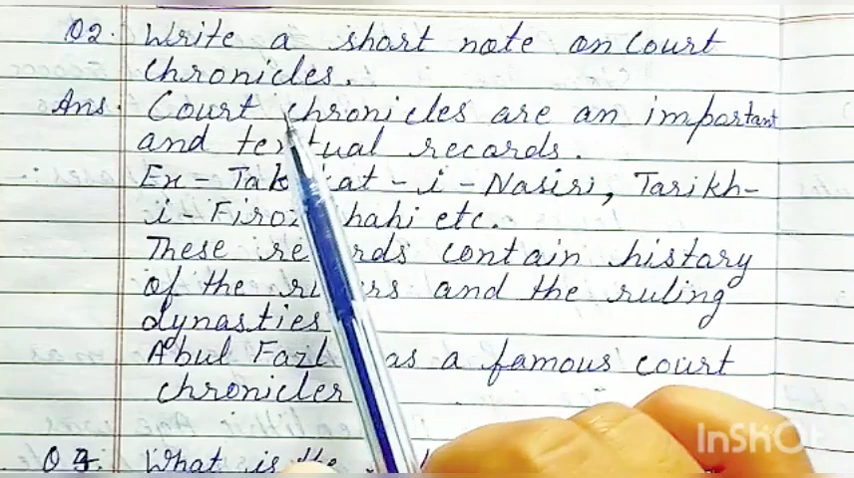 Q2. Write a short note on Court
Chronicles.
Ans. Court chronicles are an important
and textual records.
Ex - Tabqat - i - Nasiri, Tarikh-
i - Firoz Shahi etc.
These records contain history
of the rulers and the ruling
dynasties
Abul Fazl was a famous court
chronicler
Q 3. What is the
InShOt